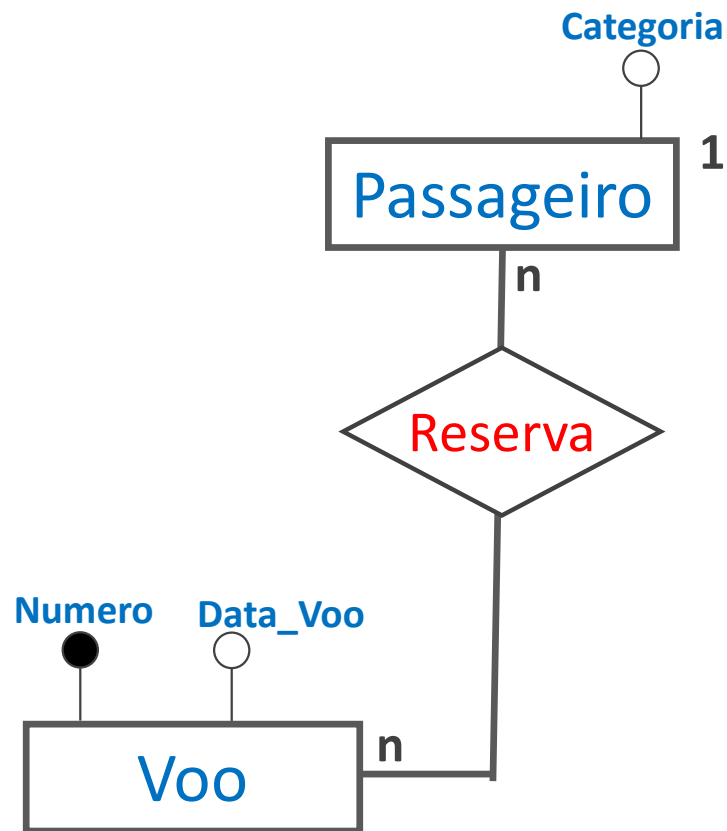 Categoria
1
Passageiro
n
Reserva
Numero
Data_Voo
n
Voo